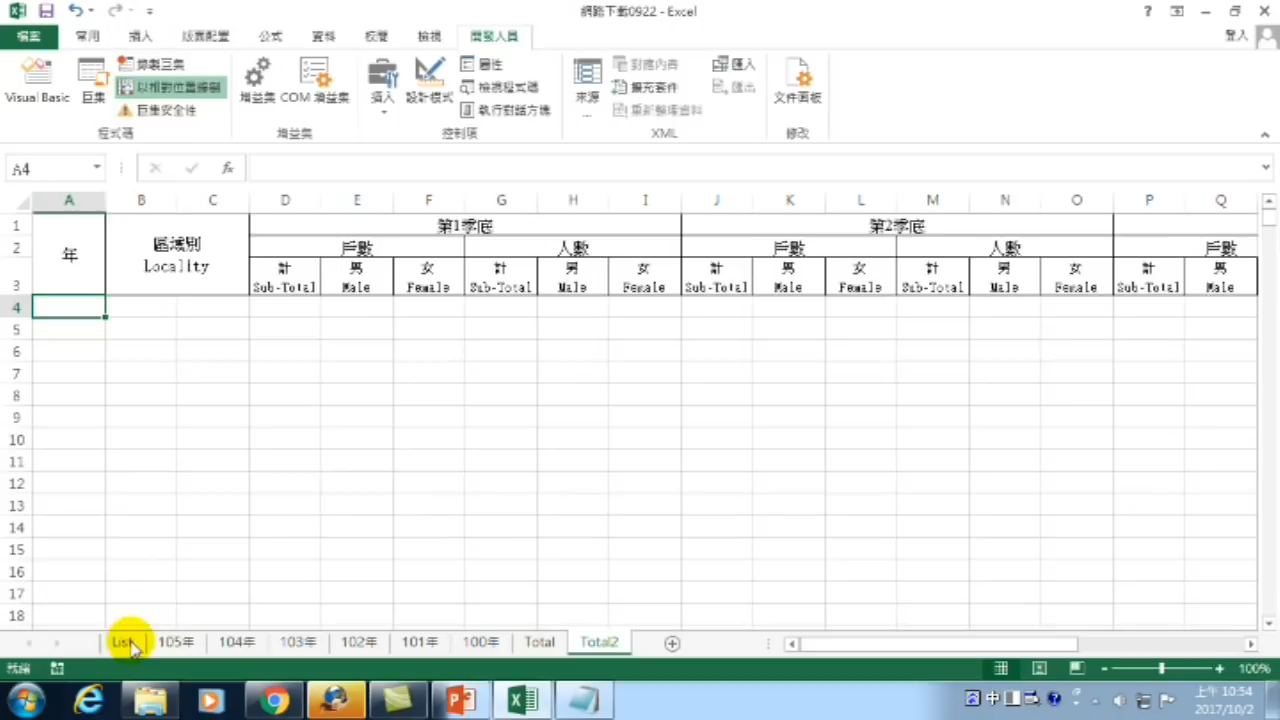 網路下載0922 - Excel
?
檔案 常用 插入 版面配置 公式 資料 校閱 檢視 開發人員 登入
Visual Basic 巨集 錄製巨集 以相對位置錄製 巨集安全性 程式碼
增益集 COM 增益集 增益集
插入 設計模式 屬性 檢視程式碼 執行對話方塊 控制項
來源 對應內容 擴充套件 重新整理資料 匯入 匯出 XML
文件面板 修改
A4 fx
A B C D E F G H I J K L M N O P Q
1 年 區域別 第1季底 第2季底
Locality
2 戶數 人數 戶數 人數 戶數
3 計 男 女 計 男 女 計 男 女 計 男 女 計 男
Sub-Total Male Female Sub-Total Male Female Sub-Total Male Female Sub-Total Male Female Sub-Total Male
4
5
6
7
8
9
10
11
12
13
14
15
16
17
18
List 105年 104年 103年 102年 101年 100年 Total Total2
就緒 100%
中 上午 10:54
2017/10/2